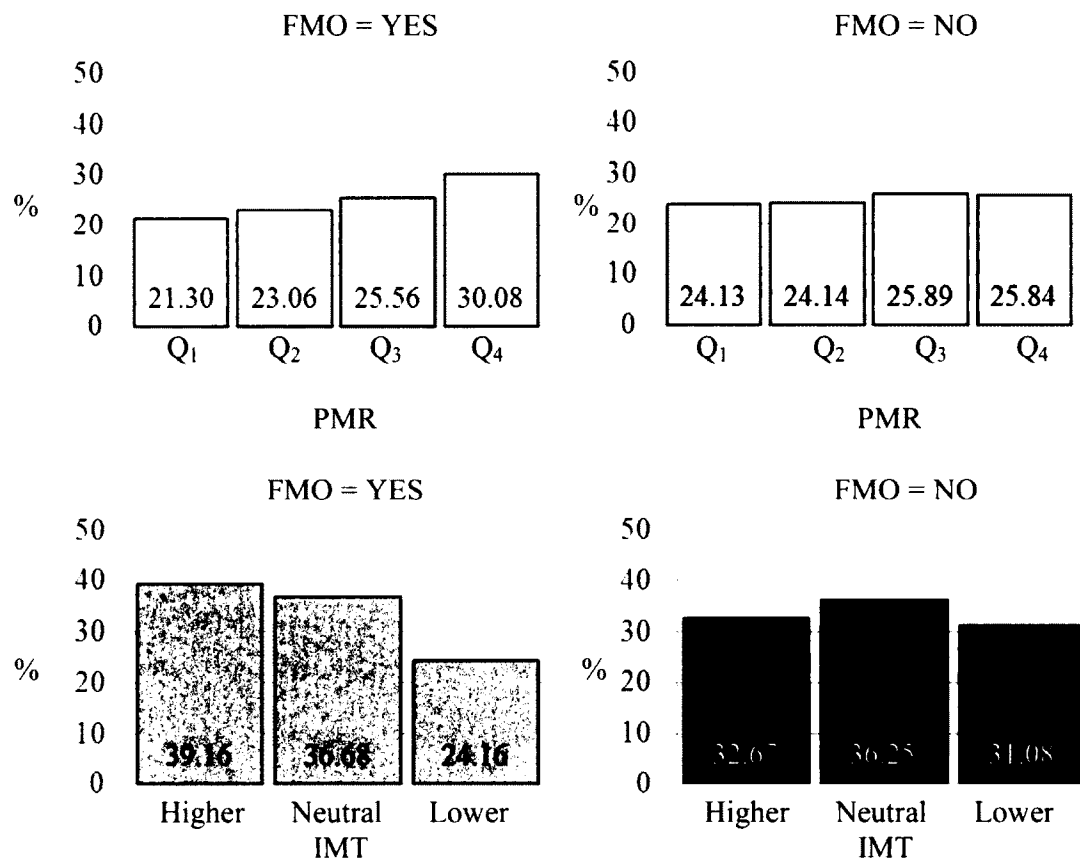 FMO = YES
50
40
30
%
20
10
0
21.30 23.06 25.56 30.08
Q1 Q2 Q3 Q4
PMR
FMO = NO
50
40
30
%
20
10
0
24.13 24.14 25.89 25.84
Q1 Q2 Q3 Q4
PMR
FMO = YES
50
40
30
%
20
10
0
39.16 36.68 24.16
Higher Neutral Lower
IMT
FMO = NO
50
40
30
%
20
10
0
36.25 31.08
Higher Neutral Lower
IMT